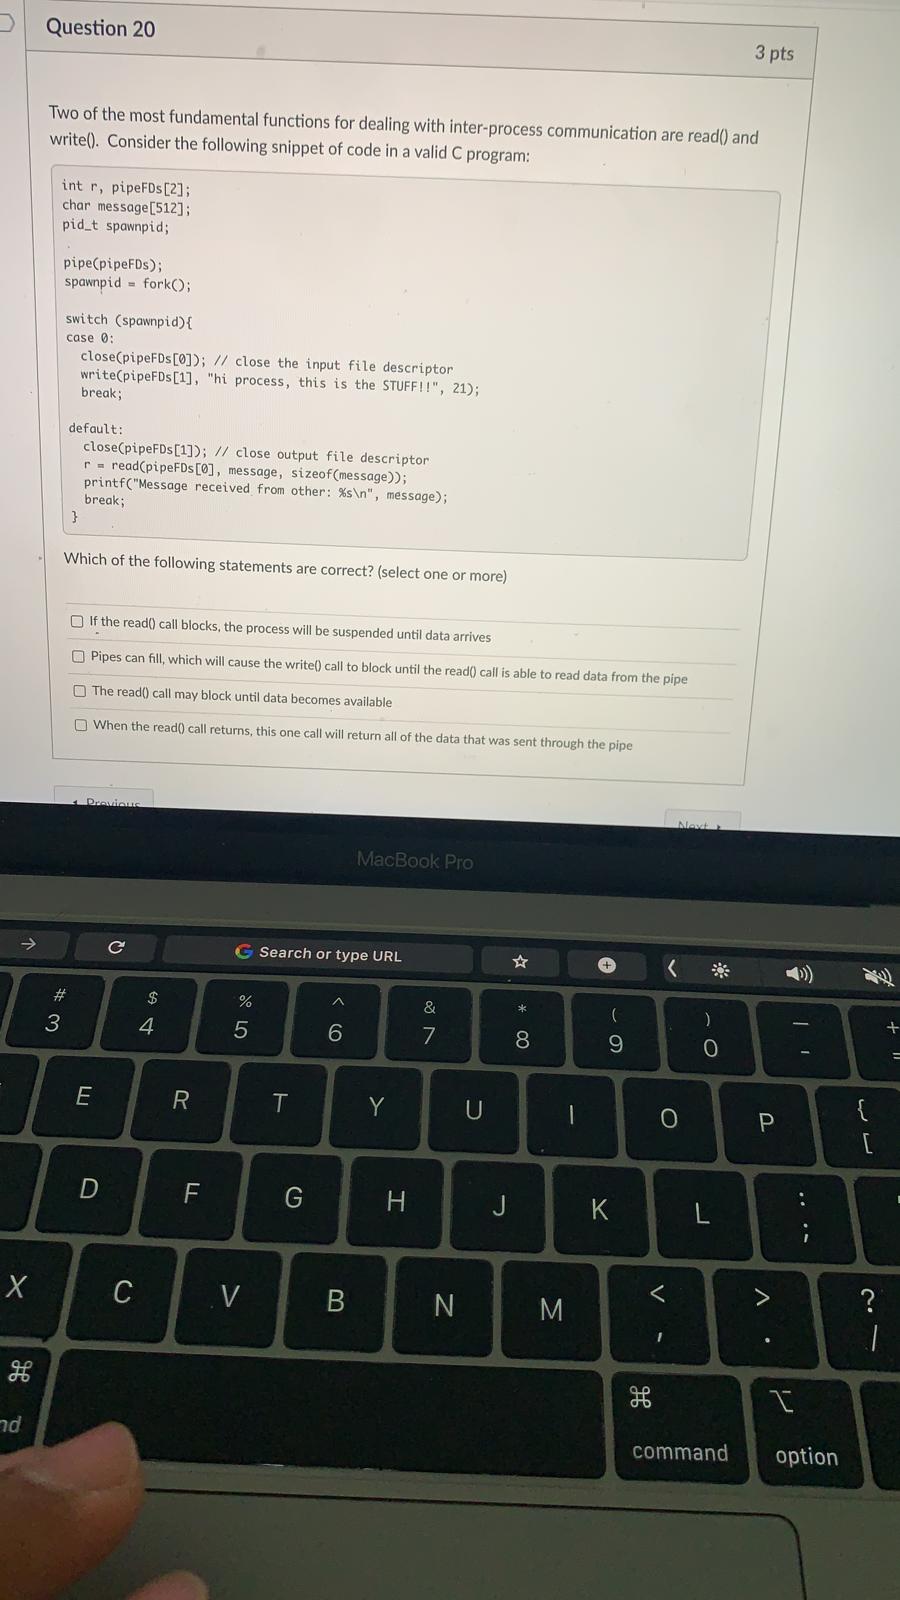 Question 20
3 pts
Two of the most fundamental functions for dealing with inter-process communication are read() and
write(). Consider the following snippet of code in a valid C program:
int r, pipeFDs[2];
char message[512];
pid_t spawnpid;
pipe(pipeFDs);
spawnpid = fork();
switch (spawnpid){
case 0:
close(pipeFDs[0]); // close the input file descriptor
write(pipeFDs[1], "hi process, this is the STUFF!!", 21);
break;
default:
close(pipeFDs[1]); // close output file descriptor
r = read(pipeFDs[0], message, sizeof(message));
printf("Message received from other: %s\n", message);
break;
}
Which of the following statements are correct? (select one or more)
If the read() call blocks, the process will be suspended until data arrives
Pipes can fill, which will cause the write() call to block until the read() call is able to read data from the pipe
The read() call may block until data becomes available
When the read() call returns, this one call will return all of the data that was sent through the pipe
Previous
Next
MacBook Pro
Search or type URL
# $ % ^ & * ( ) — +
3 4 5 6 7 8 9 0 - =
E R T Y U I O P { [
D F G H J K L : ;
X C V B N M < , > . ? /
⌘ ⌘ ⌥
command option